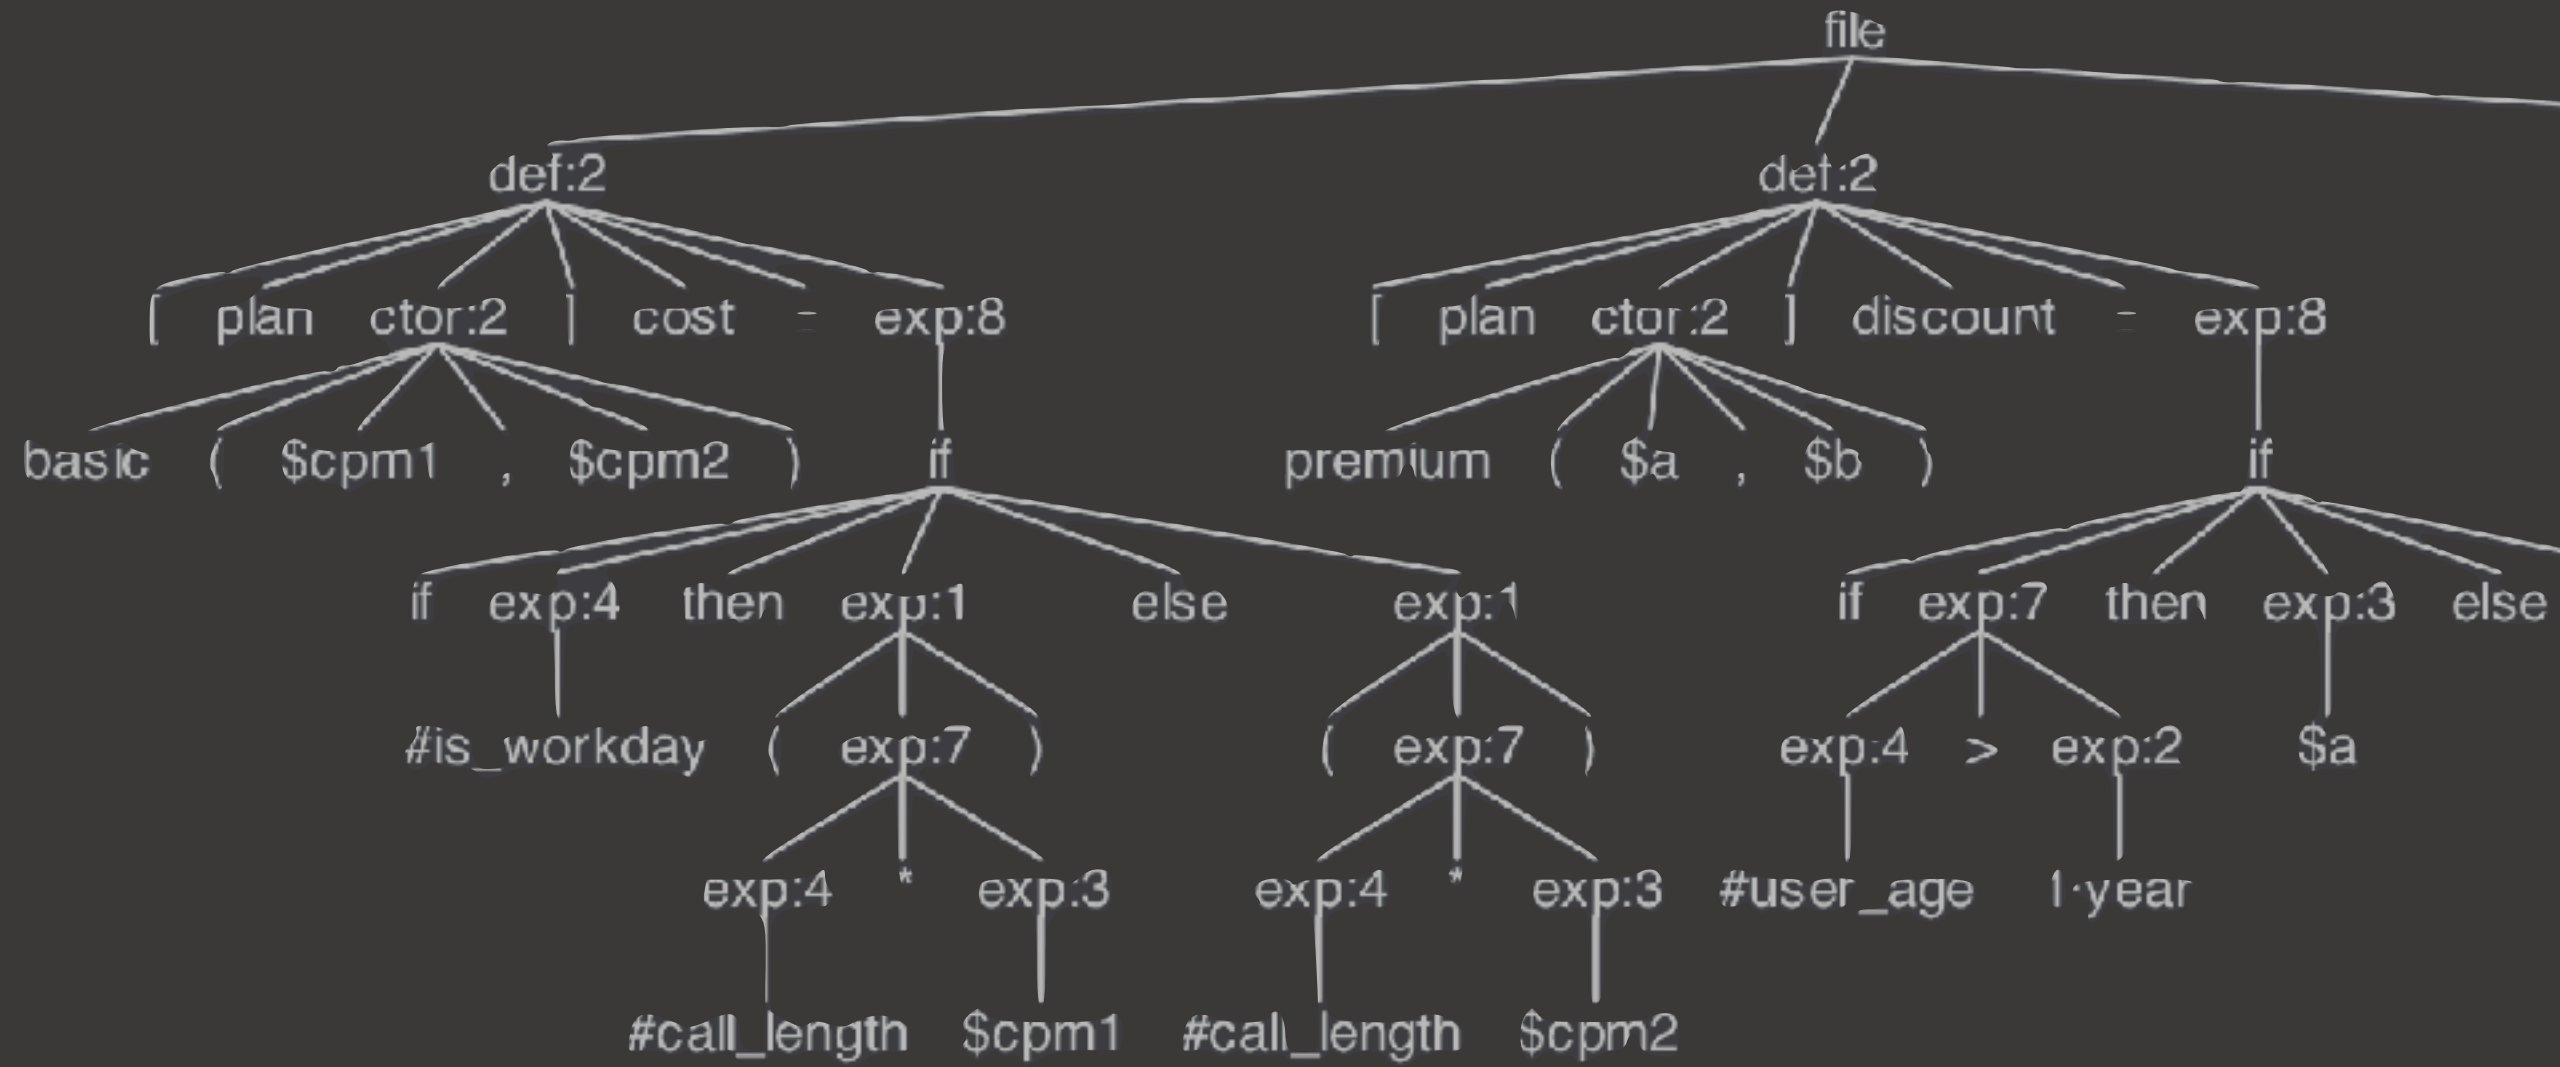 file
def:2 def:2
[ plan ctor:2 ] cost = exp:8 [ plan ctor:2 ] discount = exp:8
basic ( $cpm1 , $cpm2 ) if premium ( $a , $b ) if
if exp:4 then exp:1 else exp:1 if exp:7 then exp:3 else
#is_workday ( exp:7 ) ( exp:7 ) exp:4 > exp:2 $a
exp:4 * exp:3 exp:4 * exp:3 #user_age 1·year
#call_length $cpm1 #call_length $cpm2